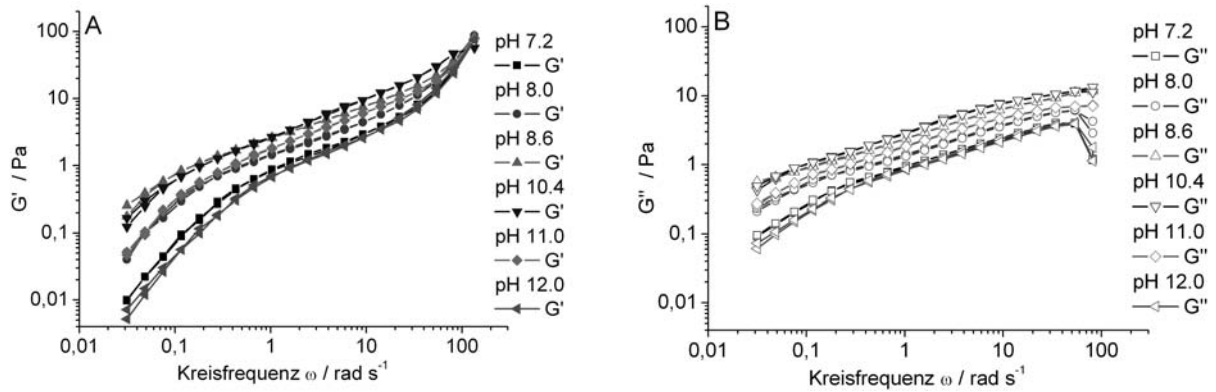 A
G' / Pa
100
10
1
0,1
0,01
0,01
0,1
1
10
100
Kreisfrequenz ω / rad s⁻¹
pH 7.2
G'
pH 8.0
G'
pH 8.6
G'
pH 10.4
G'
pH 11.0
G'
pH 12.0
G'
B
G'' / Pa
100
10
1
0,1
0,01
0,01
0,1
1
10
100
Kreisfrequenz ω / rad s⁻¹
pH 7.2
G''
pH 8.0
G''
pH 8.6
G''
pH 10.4
G''
pH 11.0
G''
pH 12.0
G''